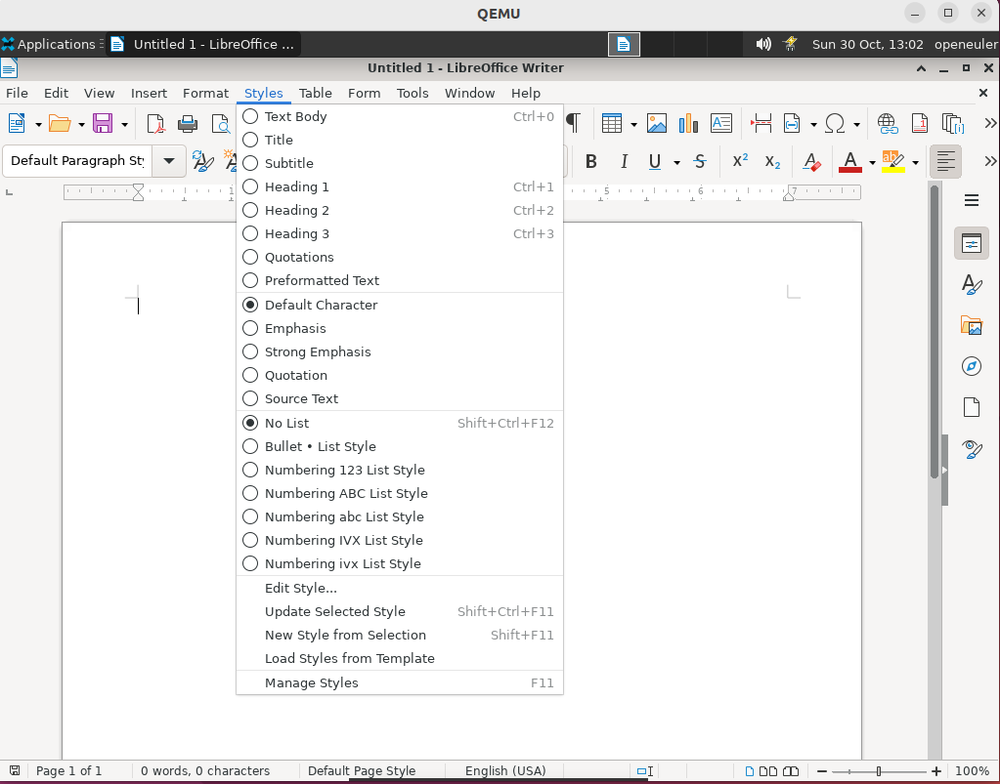 QEMU
Applications
Untitled 1 - LibreOffice ...
Sun 30 Oct, 13:02
openeuler
Untitled 1 - LibreOffice Writer
File Edit View Insert Format Styles Table Form Tools Window Help
Default Paragraph Sty
B I U S X² X₂ A A
1 5 6 7
Text Body Ctrl+0
Title
Subtitle
Heading 1 Ctrl+1
Heading 2 Ctrl+2
Heading 3 Ctrl+3
Quotations
Preformatted Text
Default Character
Emphasis
Strong Emphasis
Quotation
Source Text
No List Shift+Ctrl+F12
Bullet • List Style
Numbering 123 List Style
Numbering ABC List Style
Numbering abc List Style
Numbering IVX List Style
Numbering ivx List Style
Edit Style...
Update Selected Style Shift+Ctrl+F11
New Style from Selection Shift+F11
Load Styles from Template
Manage Styles F11
Page 1 of 1
0 words, 0 characters
Default Page Style
English (USA)
100%